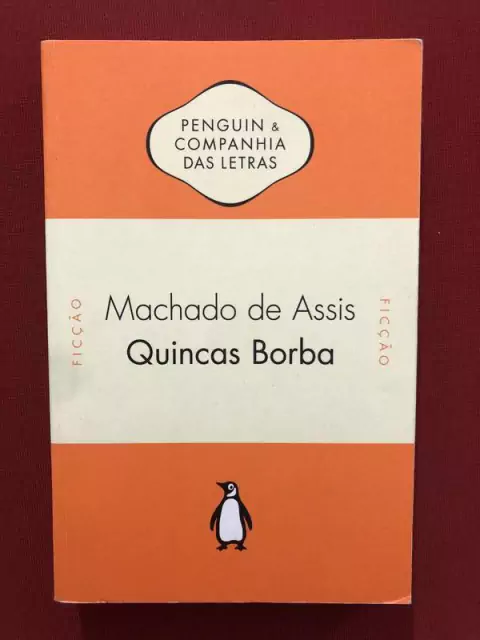 PENGUIN &
COMPANHIA
DAS LETRAS
Machado de Assis
Quincas Borba
FICÇÃO
FICÇÃO